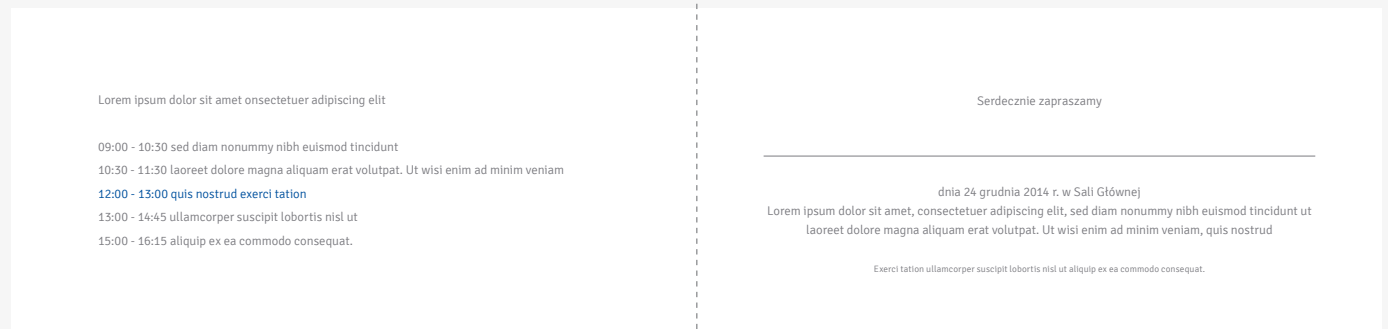 Lorem ipsum dolor sit amet onsectetuer adipiscing elit
09:00 - 10:30 sed diam nonummy nibh euismod tincidunt
10:30 - 11:30 laoreet dolore magna aliquam erat volutpat. Ut wisi enim ad minim veniam
12:00 - 13:00 quis nostrud exerci tation
13:00 - 14:45 ullamcorper suscipit lobortis nisl ut
15:00 - 16:15 aliquip ex ea commodo consequat.
Serdecznie zapraszamy
dnia 24 grudnia 2014 r. w Sali Głównej
Lorem ipsum dolor sit amet, consectetuer adipiscing elit, sed diam nonummy nibh euismod tincidunt ut
laoreet dolore magna aliquam erat volutpat. Ut wisi enim ad minim veniam, quis nostrud
Exerci tation ullamcorper suscipit lobortis nisl ut aliquip ex ea commodo consequat.